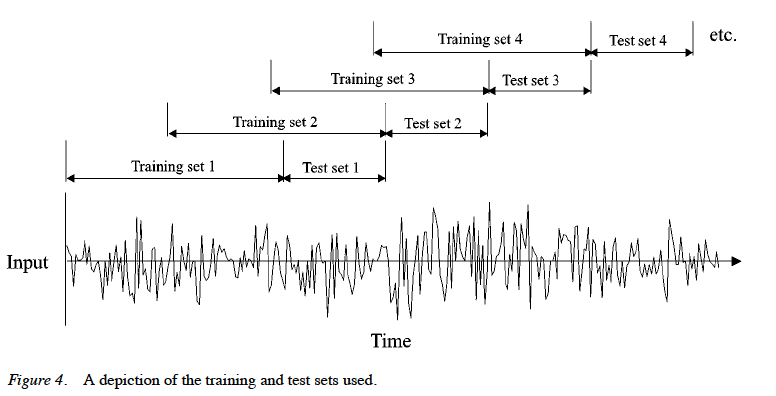 Training set 4 Test set 4 etc.
Training set 3 Test set 3
Training set 2 Test set 2
Training set 1 Test set 1
Input
Time
Figure 4. A depiction of the training and test sets used.